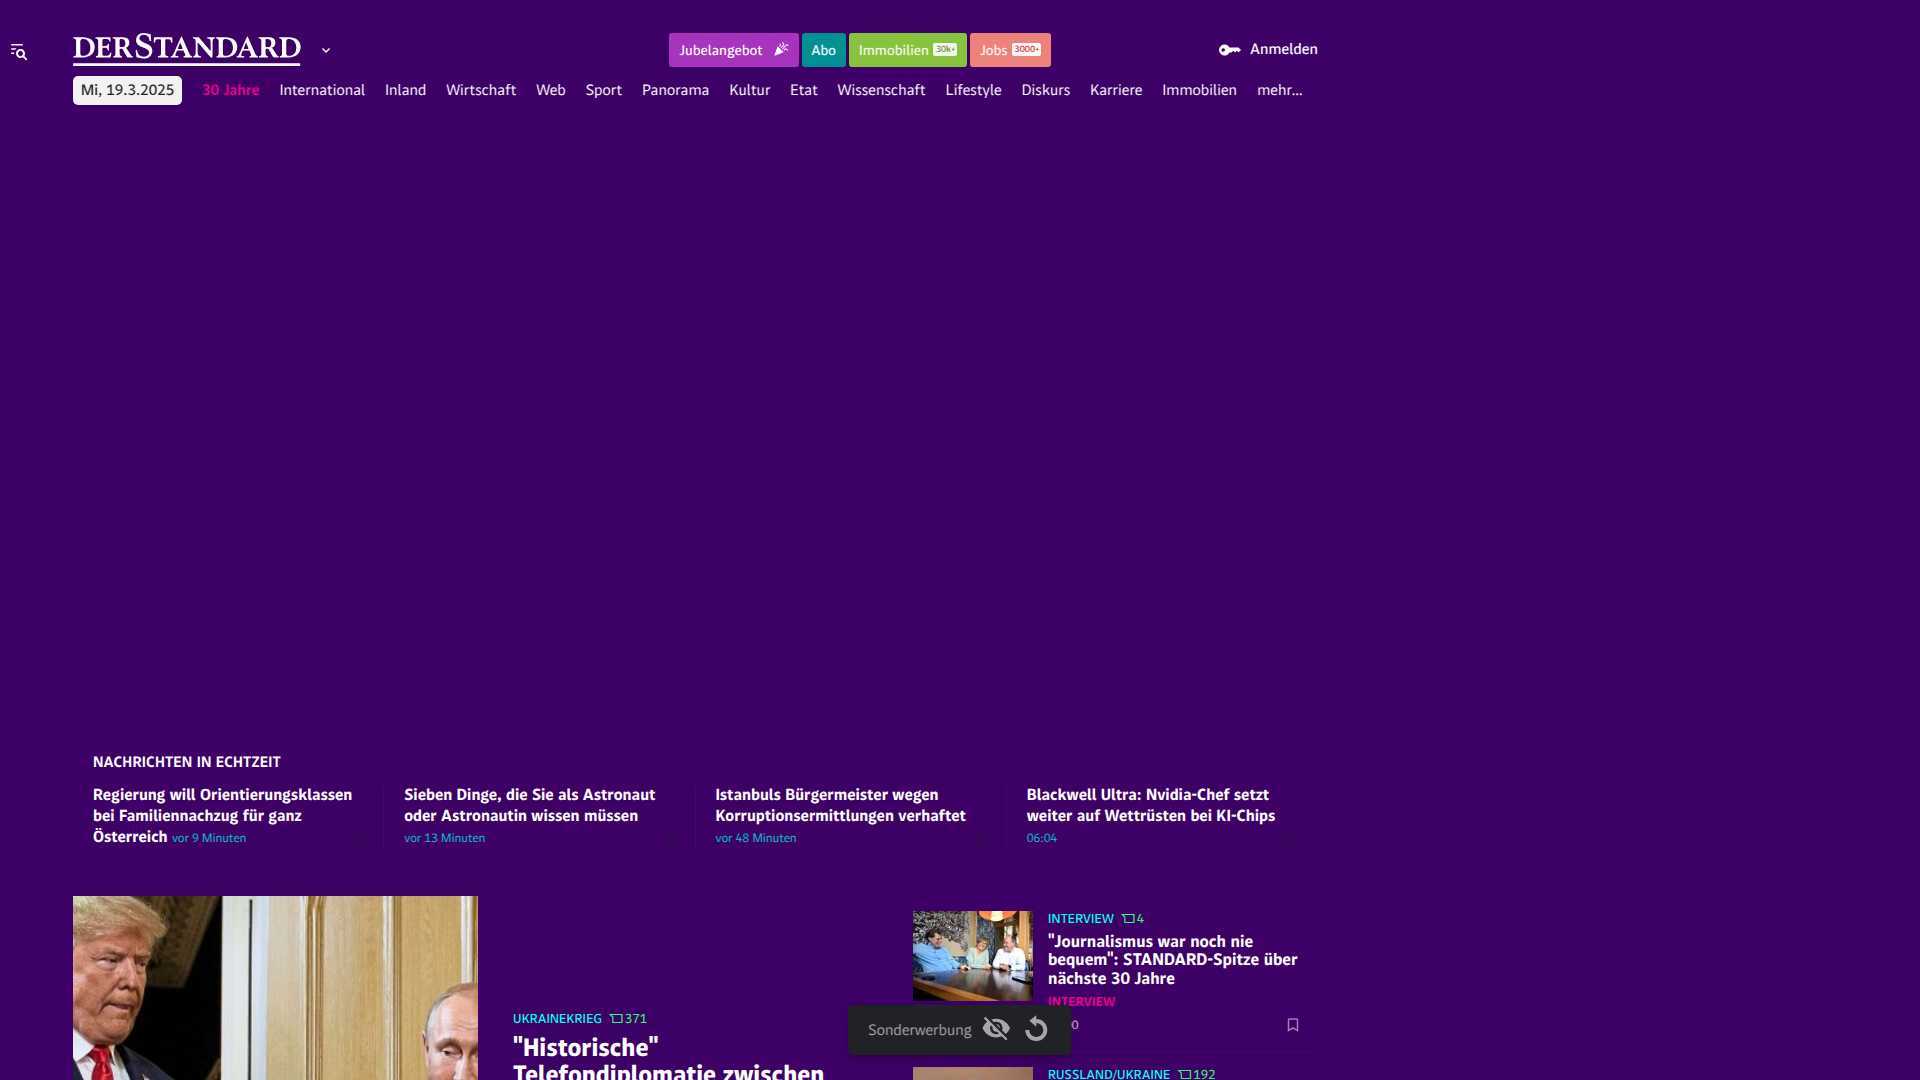 DERSTANDARD
Jubelangebot
Abo
Immobilien 30k+
Jobs 3000+
Anmelden
Mi, 19.3.2025
30 Jahre
International
Inland
Wirtschaft
Web
Sport
Panorama
Kultur
Etat
Wissenschaft
Lifestyle
Diskurs
Karriere
Immobilien
mehr...
NACHRICHTEN IN ECHTZEIT
Regierung will Orientierungsklassen
bei Familiennachzug für ganz
Österreich vor 9 Minuten
Sieben Dinge, die Sie als Astronaut
oder Astronautin wissen müssen
vor 13 Minuten
Istanbuls Bürgermeister wegen
Korruptionsermittlungen verhaftet
vor 48 Minuten
Blackwell Ultra: Nvidia-Chef setzt
weiter auf Wettrüsten bei KI-Chips
06:04
UKRAINEKRIEG 371
"Historische"
Telefondiplomatie zwischen
INTERVIEW 4
"Journalismus war noch nie
bequem": STANDARD-Spitze über
nächste 30 Jahre
INTERVIEW
Sonderwerbung
RUSSLAND/UKRAINE 192